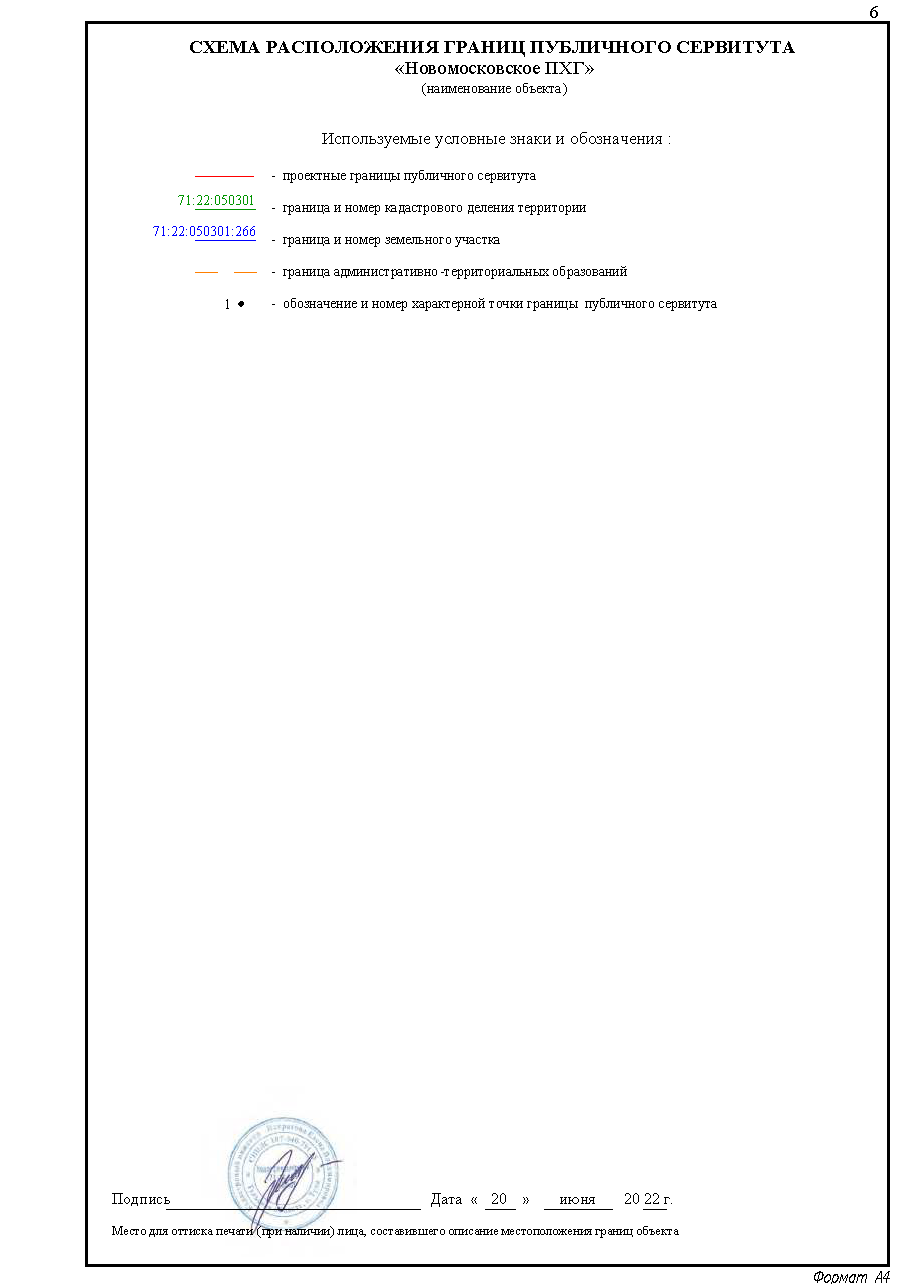 6
СХЕМА РАСПОЛОЖЕНИЯ ГРАНИЦ ПУБЛИЧНОГО СЕРВИТУТА
«Новомосковское ПХГ»
(наименование объекта)
Используемые условные знаки и обозначения :
- проектные границы публичного сервитута
71:22:050301 - граница и номер кадастрового деления территории
71:22:050301:266 - граница и номер земельного участка
- граница административно -территориальных образований
1 • - обозначение и номер характерной точки границы публичного сервитута
Подпись Дата « 20 » июня 20 22 г.
Место для оттиска печати (при наличии) лица, составившего описание местоположения границ объекта
Формат А4